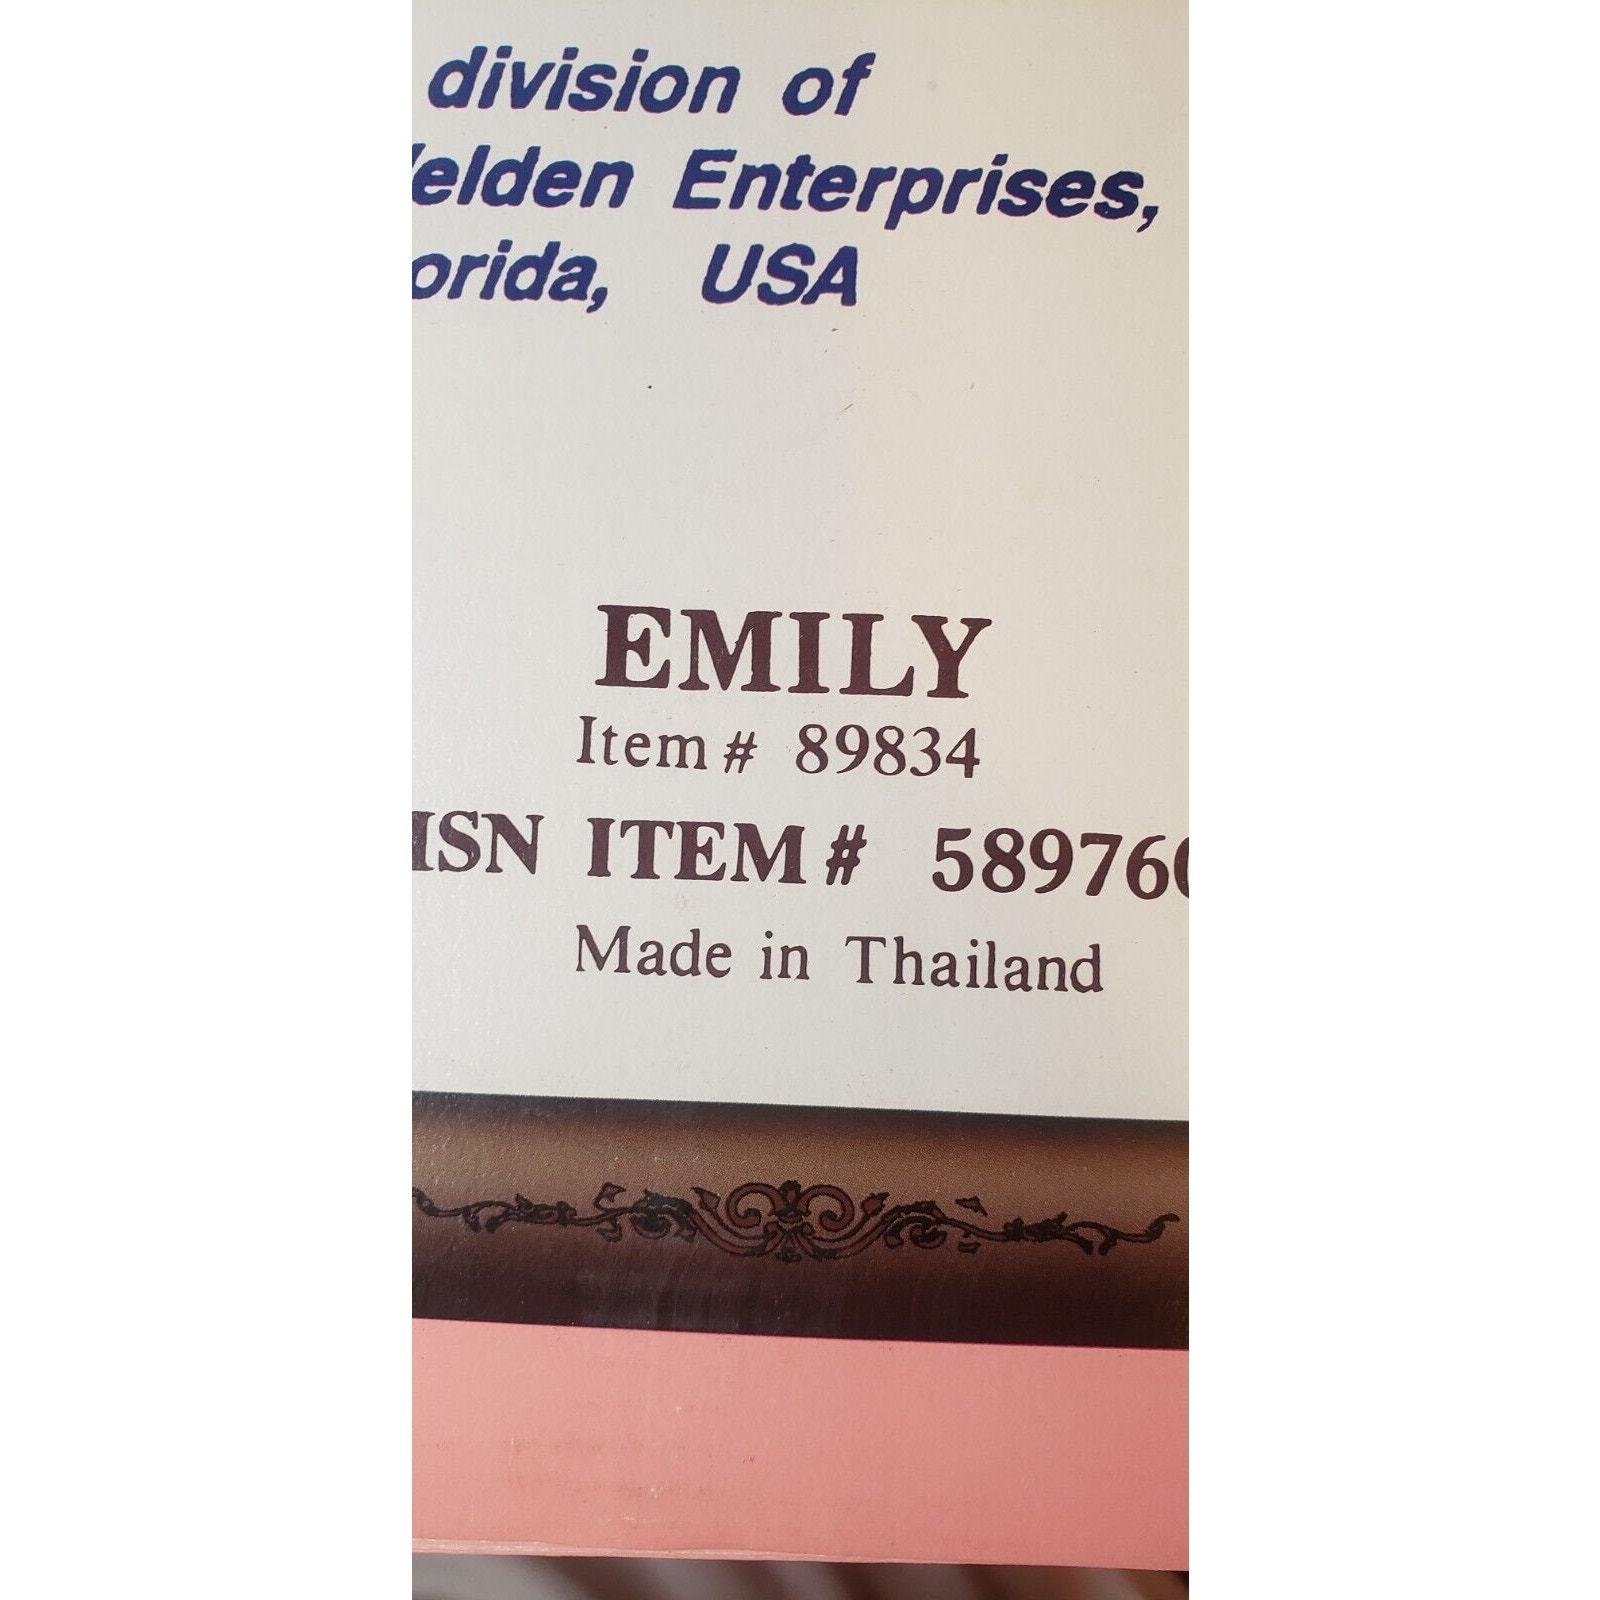 division of
elden Enterprises,
orida, USA
EMILY
Item # 89834
ISN ITEM # 58976
Made in Thailand